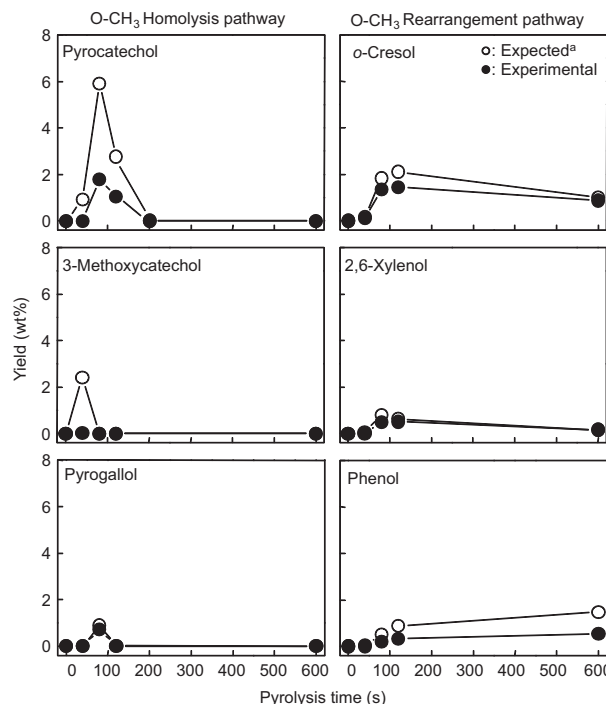 O-CH3 Homolysis pathway
O-CH3 Rearrangement pathway
8
6
4
2
0
Pyrocatechol
o-Cresol
: Expectedᵃ
: Experimental
8
6
4
2
0
3-Methoxycatechol
2,6-Xylenol
Yield (wt%)
8
6
4
2
0
Pyrogallol
Phenol
0 100 200 300 400 500 600
0 100 200 300 400 500 600
Pyrolysis time (s)